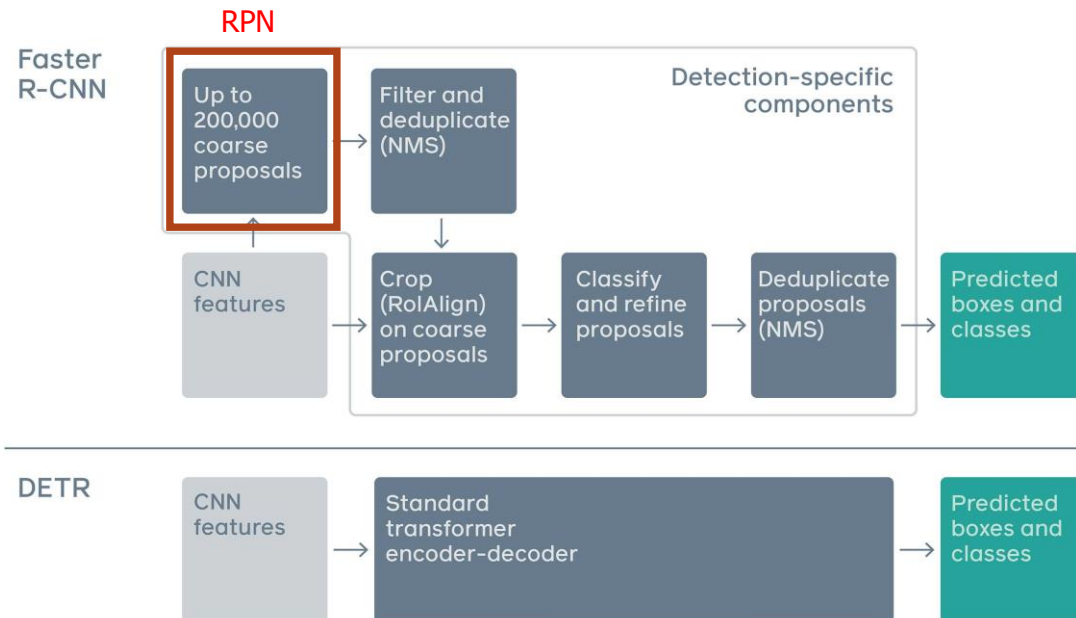 RPN
Faster
R-CNN
Up to
200,000
coarse
proposals
Filter and
deduplicate
(NMS)
Detection-specific
components
CNN
features
Crop
(RoIAlign)
on coarse
proposals
Classify
and refine
proposals
Deduplicate
proposals
(NMS)
Predicted
boxes and
classes
DETR
CNN
features
Standard
transformer
encoder-decoder
Predicted
boxes and
classes